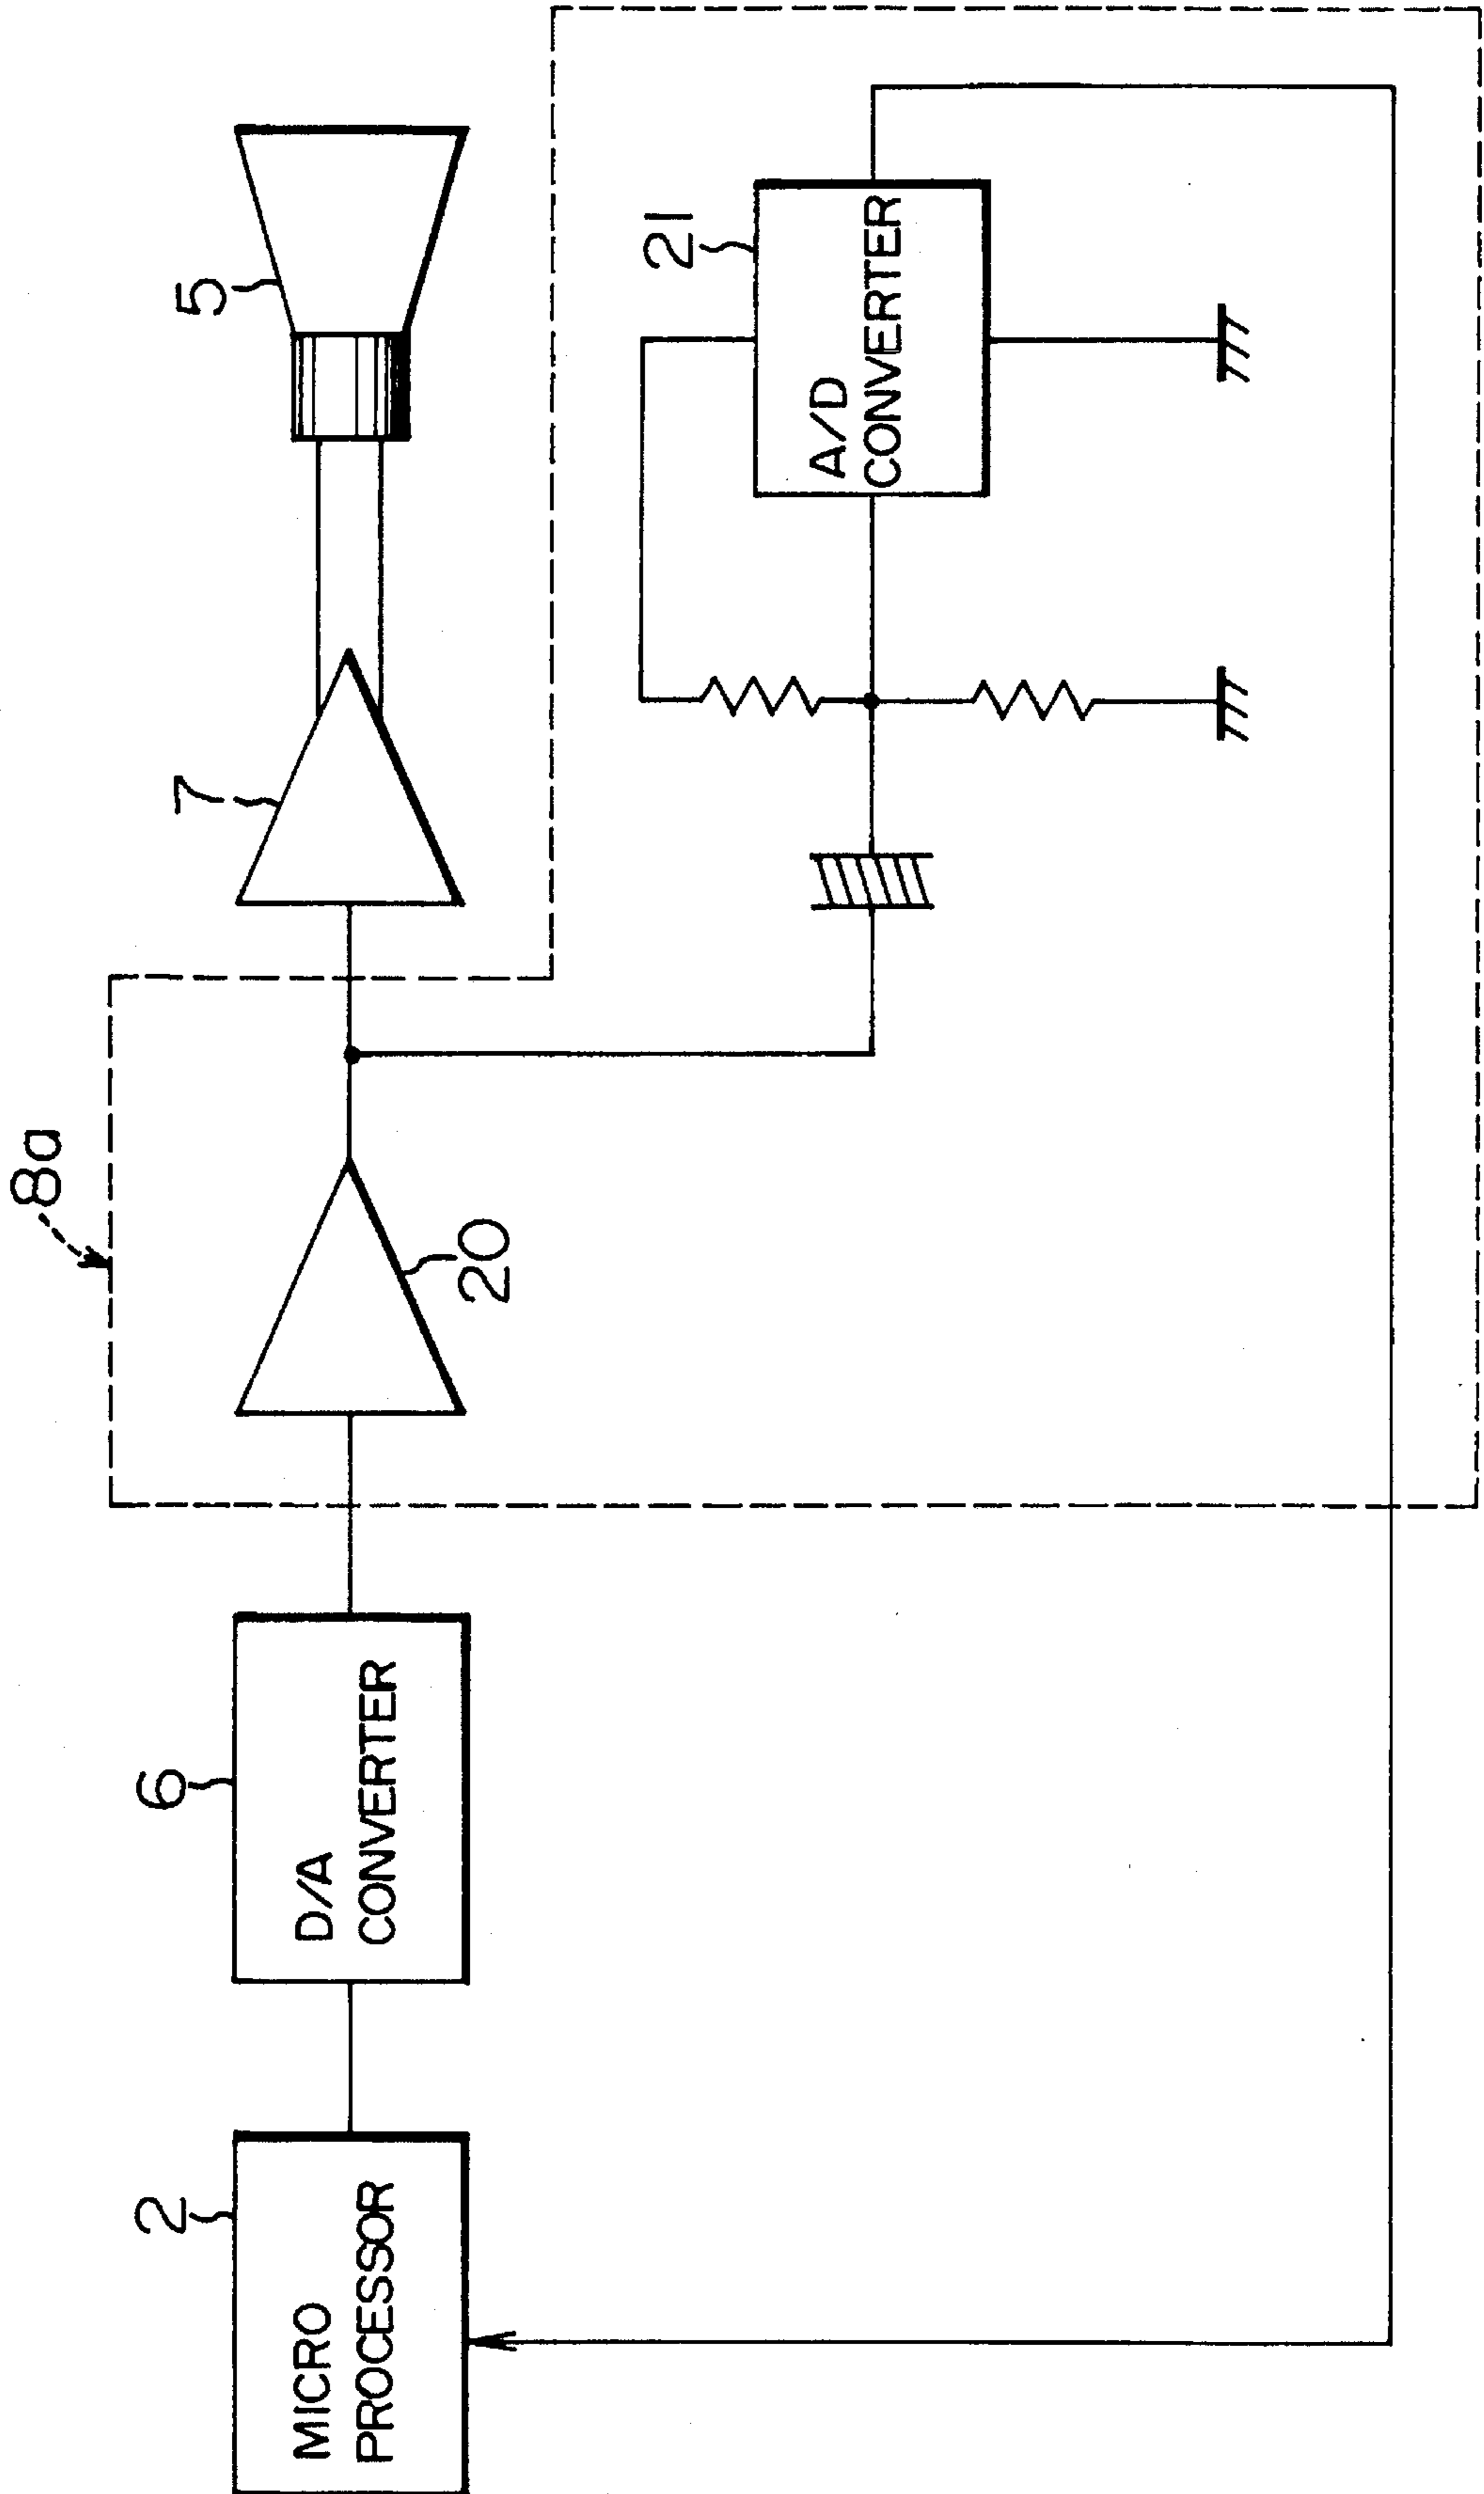 8a
2
MICRO
PROCESSOR
6
D/A
CONVERTER
20
7
5
21
A/D
CONVERTER